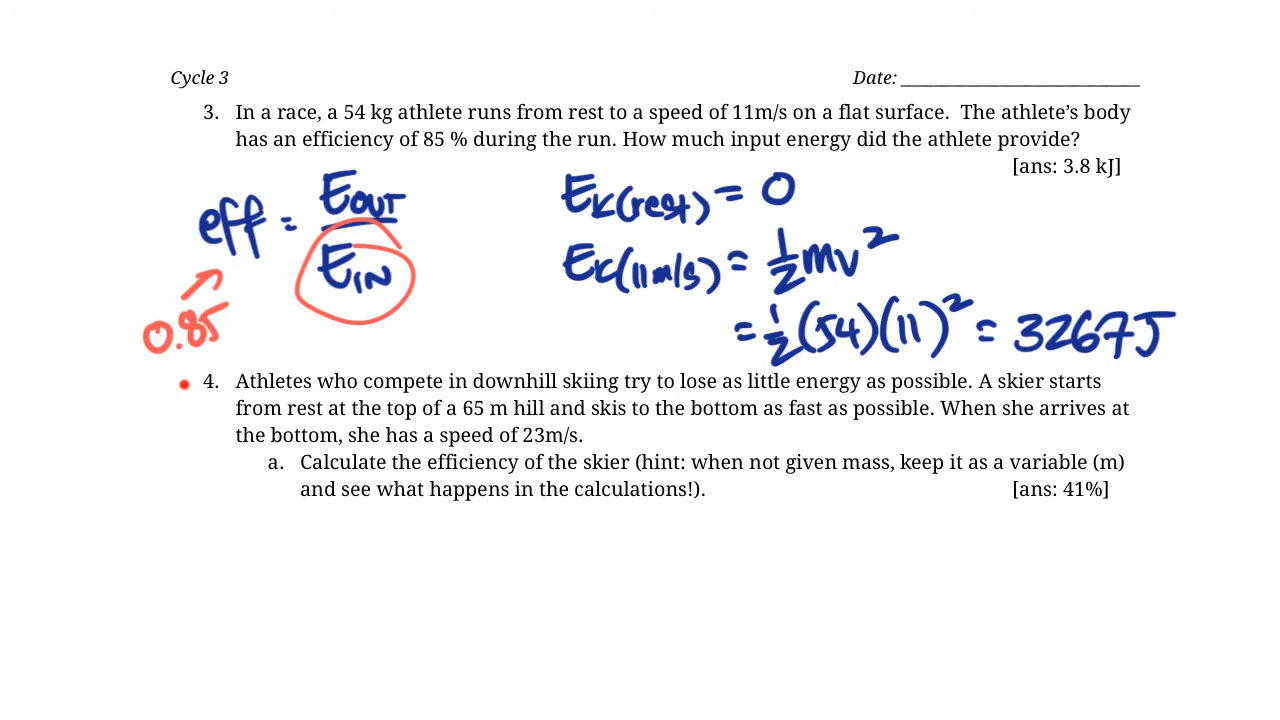 Cycle 3 Date: ___________________________
3. In a race, a 54 kg athlete runs from rest to a speed of 11m/s on a flat surface. The athlete’s body
has an efficiency of 85 % during the run. How much input energy did the athlete provide?
[ans: 3.8 kJ]
eff = EOUT / EIN
0.85
EK(rest) = 0
EK(11m/s) = 1/2 mv²
= 1/2 (54)(11)² = 3267J
4. Athletes who compete in downhill skiing try to lose as little energy as possible. A skier starts
from rest at the top of a 65 m hill and skis to the bottom as fast as possible. When she arrives at
the bottom, she has a speed of 23m/s.
a. Calculate the efficiency of the skier (hint: when not given mass, keep it as a variable (m)
and see what happens in the calculations!). [ans: 41%]